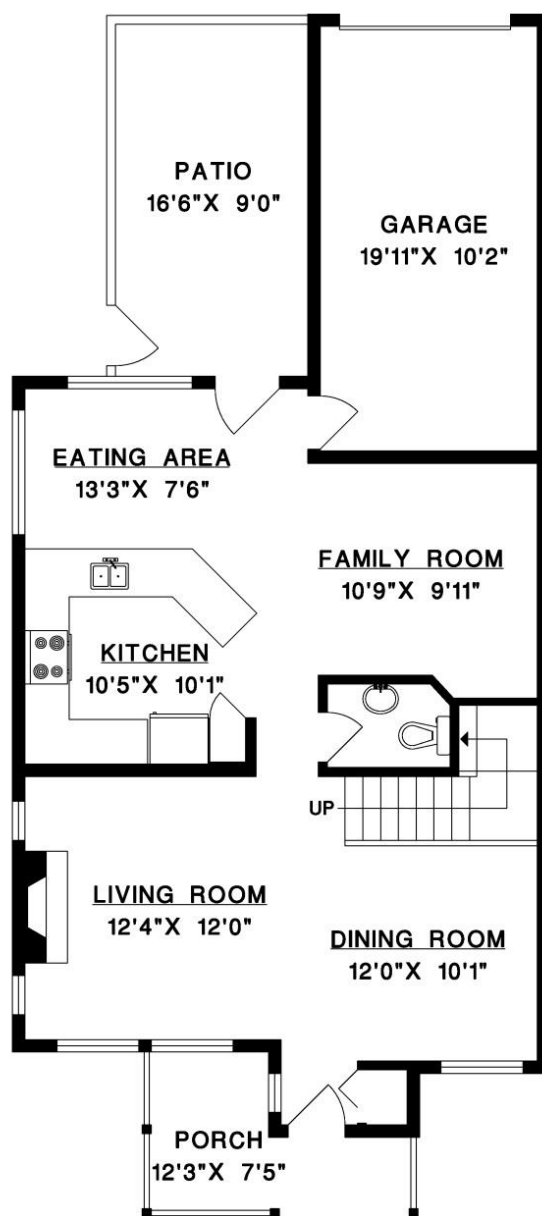 PATIO
16'6"X 9'0"
GARAGE
19'11"X 10'2"
EATING AREA
13'3"X 7'6"
FAMILY ROOM
10'9"X 9'11"
KITCHEN
10'5"X 10'1"
UP
LIVING ROOM
12'4"X 12'0"
DINING ROOM
12'0"X 10'1"
PORCH
12'3"X 7'5"